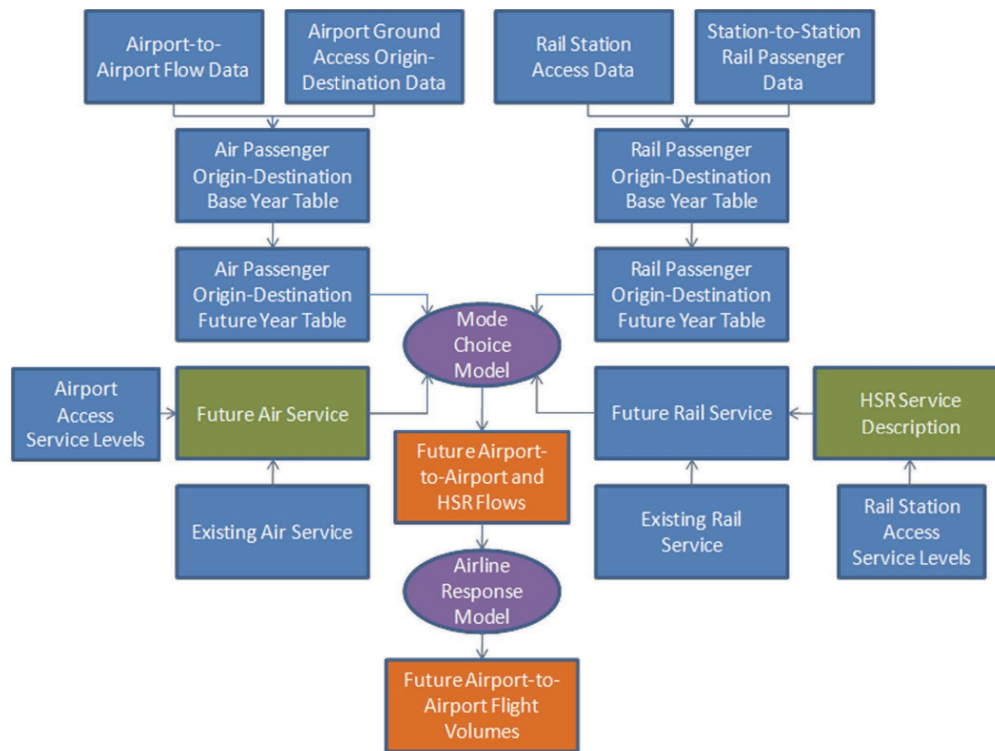 Airport-to-
Airport Flow Data
Airport Ground
Access Origin-
Destination Data
Rail Station
Access Data
Station-to-Station
Rail Passenger
Data
Air Passenger
Origin-Destination
Base Year Table
Rail Passenger
Origin-Destination
Base Year Table
Air Passenger
Origin-Destination
Future Year Table
Rail Passenger
Origin-Destination
Future Year Table
Mode
Choice
Model
Airport
Access
Service Levels
Future Air Service
Future Rail Service
HSR Service
Description
Future Airport-
to-Airport and
HSR Flows
Existing Air Service
Existing Rail
Service
Rail Station
Access
Service Levels
Airline
Response
Model
Future Airport-to-
Airport Flight
Volumes